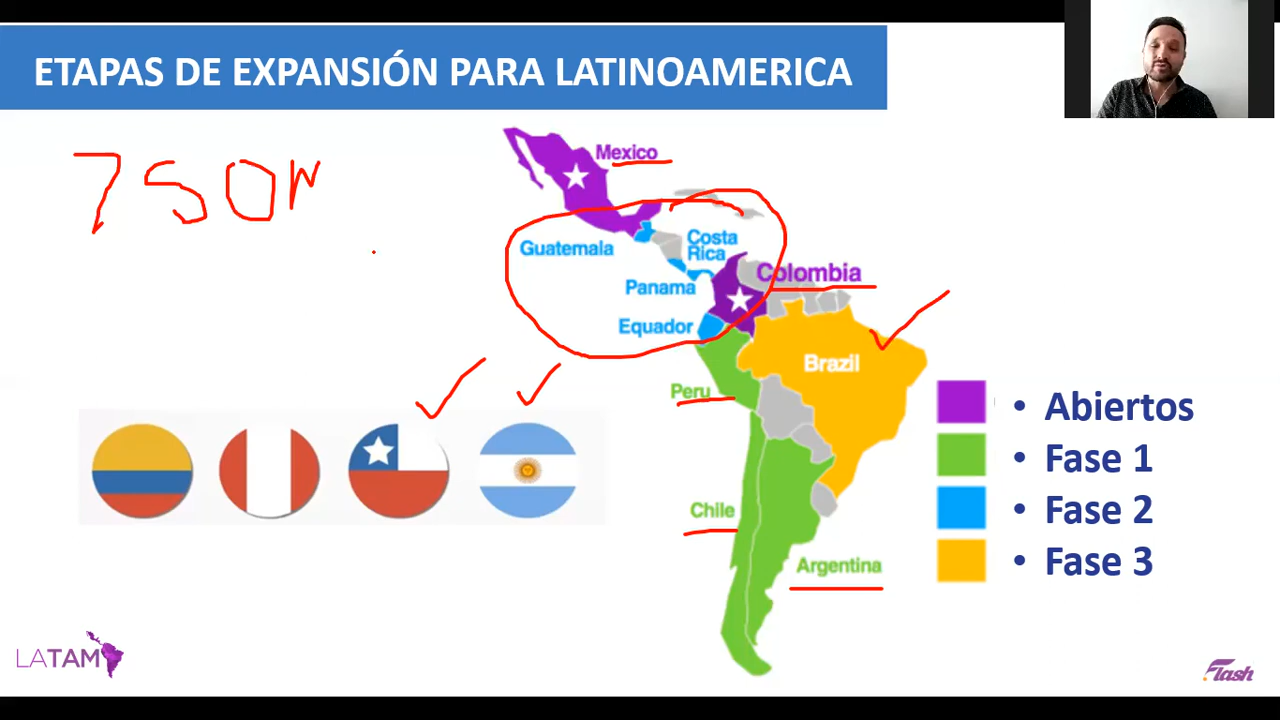 ETAPAS DE EXPANSIÓN PARA LATINOAMERICA
750M
Mexico
Guatemala
Costa
Rica
Panama
Colombia
Equador
Brazil
Peru
Chile
Argentina
• Abiertos
• Fase 1
• Fase 2
• Fase 3
LATAM
Flash